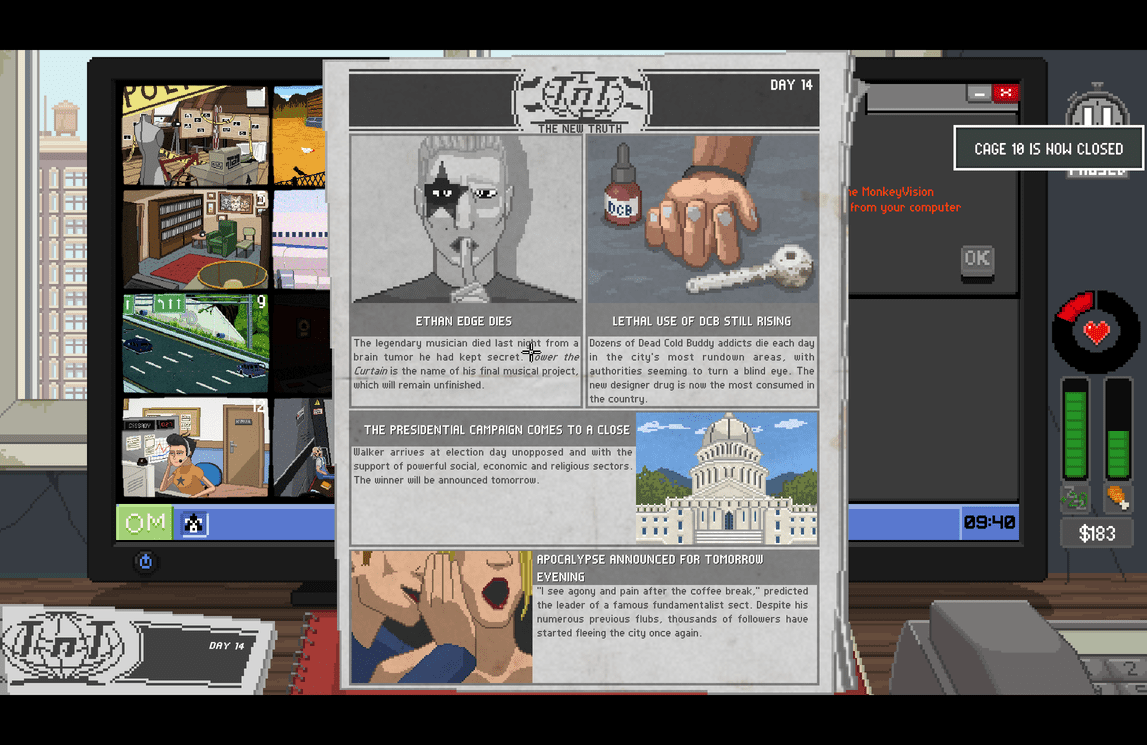 POLI
TnT
THE NEW TRUTH
DAY 14
CAGE 10 IS NOW CLOSED
PAUSED
MonkeyVision
from your computer
OK
ETHAN EDGE DIES
The legendary musician died last night from a
brain tumor he had kept secret. Tower the
Curtain is the name of his final musical project,
which will remain unfinished.
DCB
LETHAL USE OF DCB STILL RISING
Dozens of Dead Cold Buddy addicts die each day
in the city's most rundown areas, with
authorities seeming to turn a blind eye. The
new designer drug is now the most consumed in
the country.
THE PRESIDENTIAL CAMPAIGN COMES TO A CLOSE
Walker arrives at election day unopposed and with the
support of powerful social, economic and religious sectors.
The winner will be announced tomorrow.
APOCALYPSE ANNOUNCED FOR TOMORROW
EVENING
"I see agony and pain after the coffee break," predicted
the leader of a famous fundamentalist sect. Despite his
numerous previous flubs, thousands of followers have
started fleeing the city once again.
9
12
CASSIDY
OM
09:40
$183
TnT
DAY 14
2